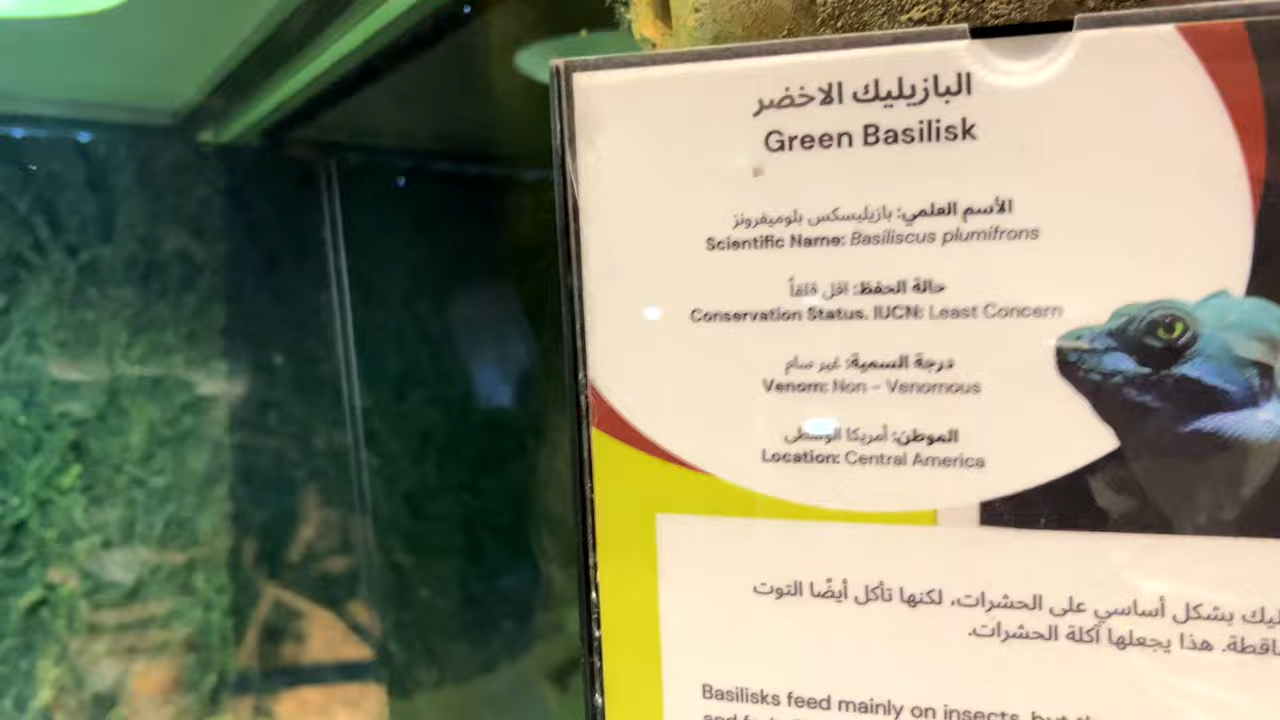 البازيليك الاخضر
Green Basilisk
الأسم العلمي: بازيليسكس بلوميفرونز
Scientific Name: Basiliscus plumifrons
حالة الحفظ: اقل قلقاً
Conservation Status. IUCN: Least Concern
درجة السمية: غير سام
Venom: Non - Venomous
الموطن: أمريكا الوسطى
Location: Central America
بشكل أساسي على الحشرات، لكنها تأكل أيضًا التوت
هذا يجعلها آكلة الحشرات.
Basilisks feed mainly on insects, but
and